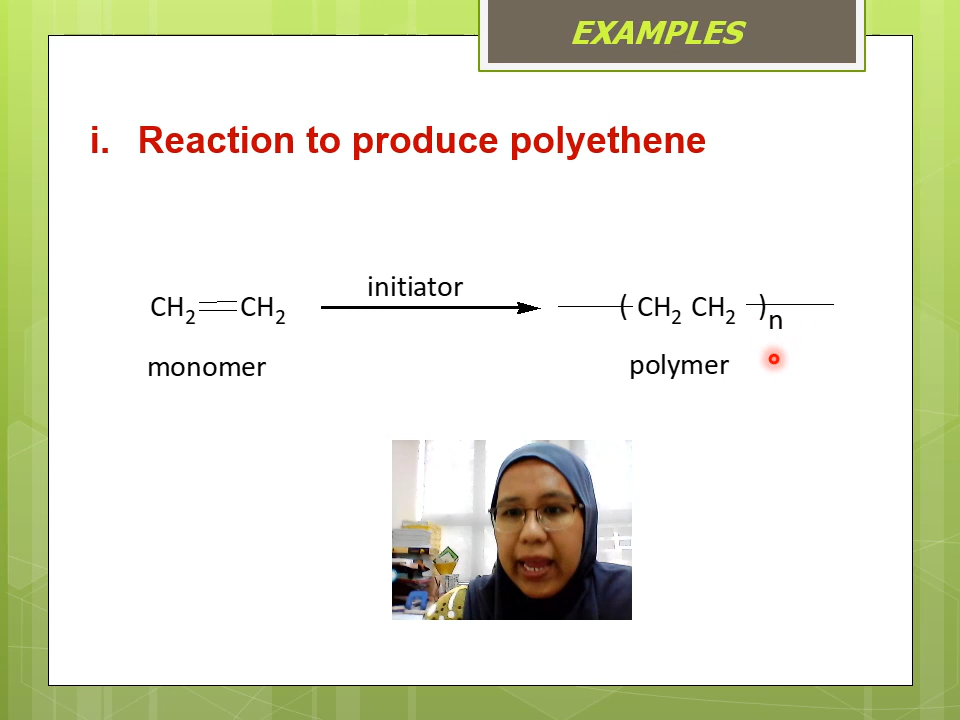 EXAMPLES
i. Reaction to produce polyethene
initiator
CH₂ CH₂ ( CH₂ CH₂ )n
monomer polymer